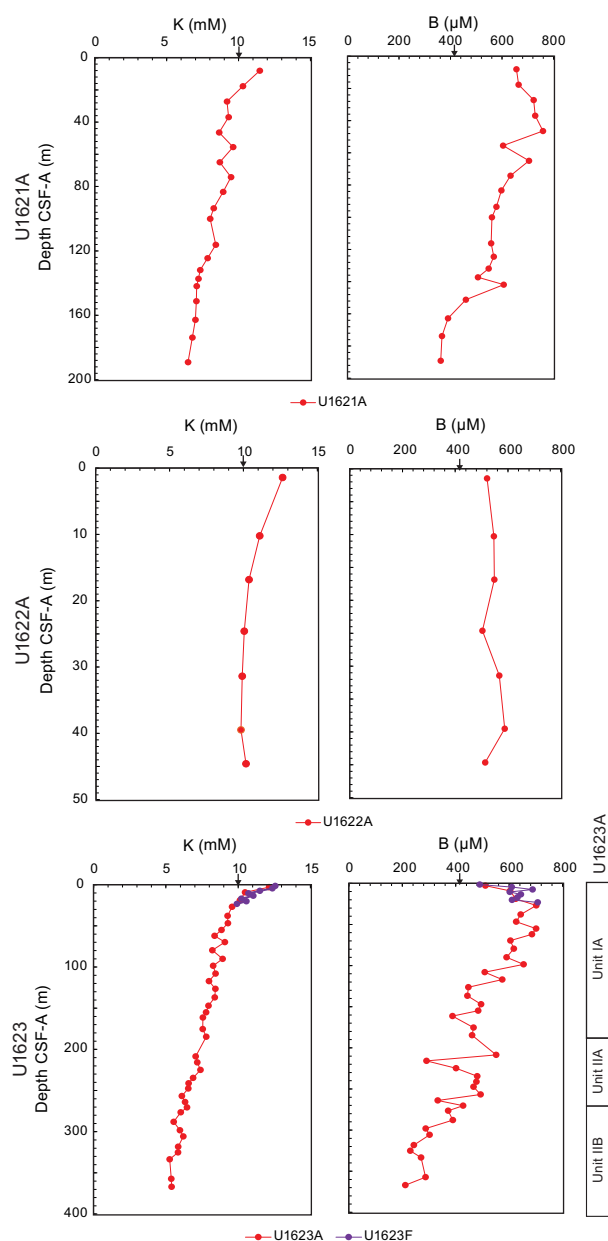 K (mM)
B (µM)
0 5 10 15
0 200 400 600 800
0
40
80
120
160
200
U1621A
Depth CSF-A (m)
U1621A
K (mM)
B (µM)
0 5 10 15
0 200 400 600 800
0
10
20
30
40
50
U1622A
Depth CSF-A (m)
U1622A
K (mM)
B (µM)
0 5 10 15
0 200 400 600 800
0
100
200
300
400
U1623
Depth CSF-A (m)
U1623A
Unit IA
Unit IIA
Unit IIB
U1623A U1623F